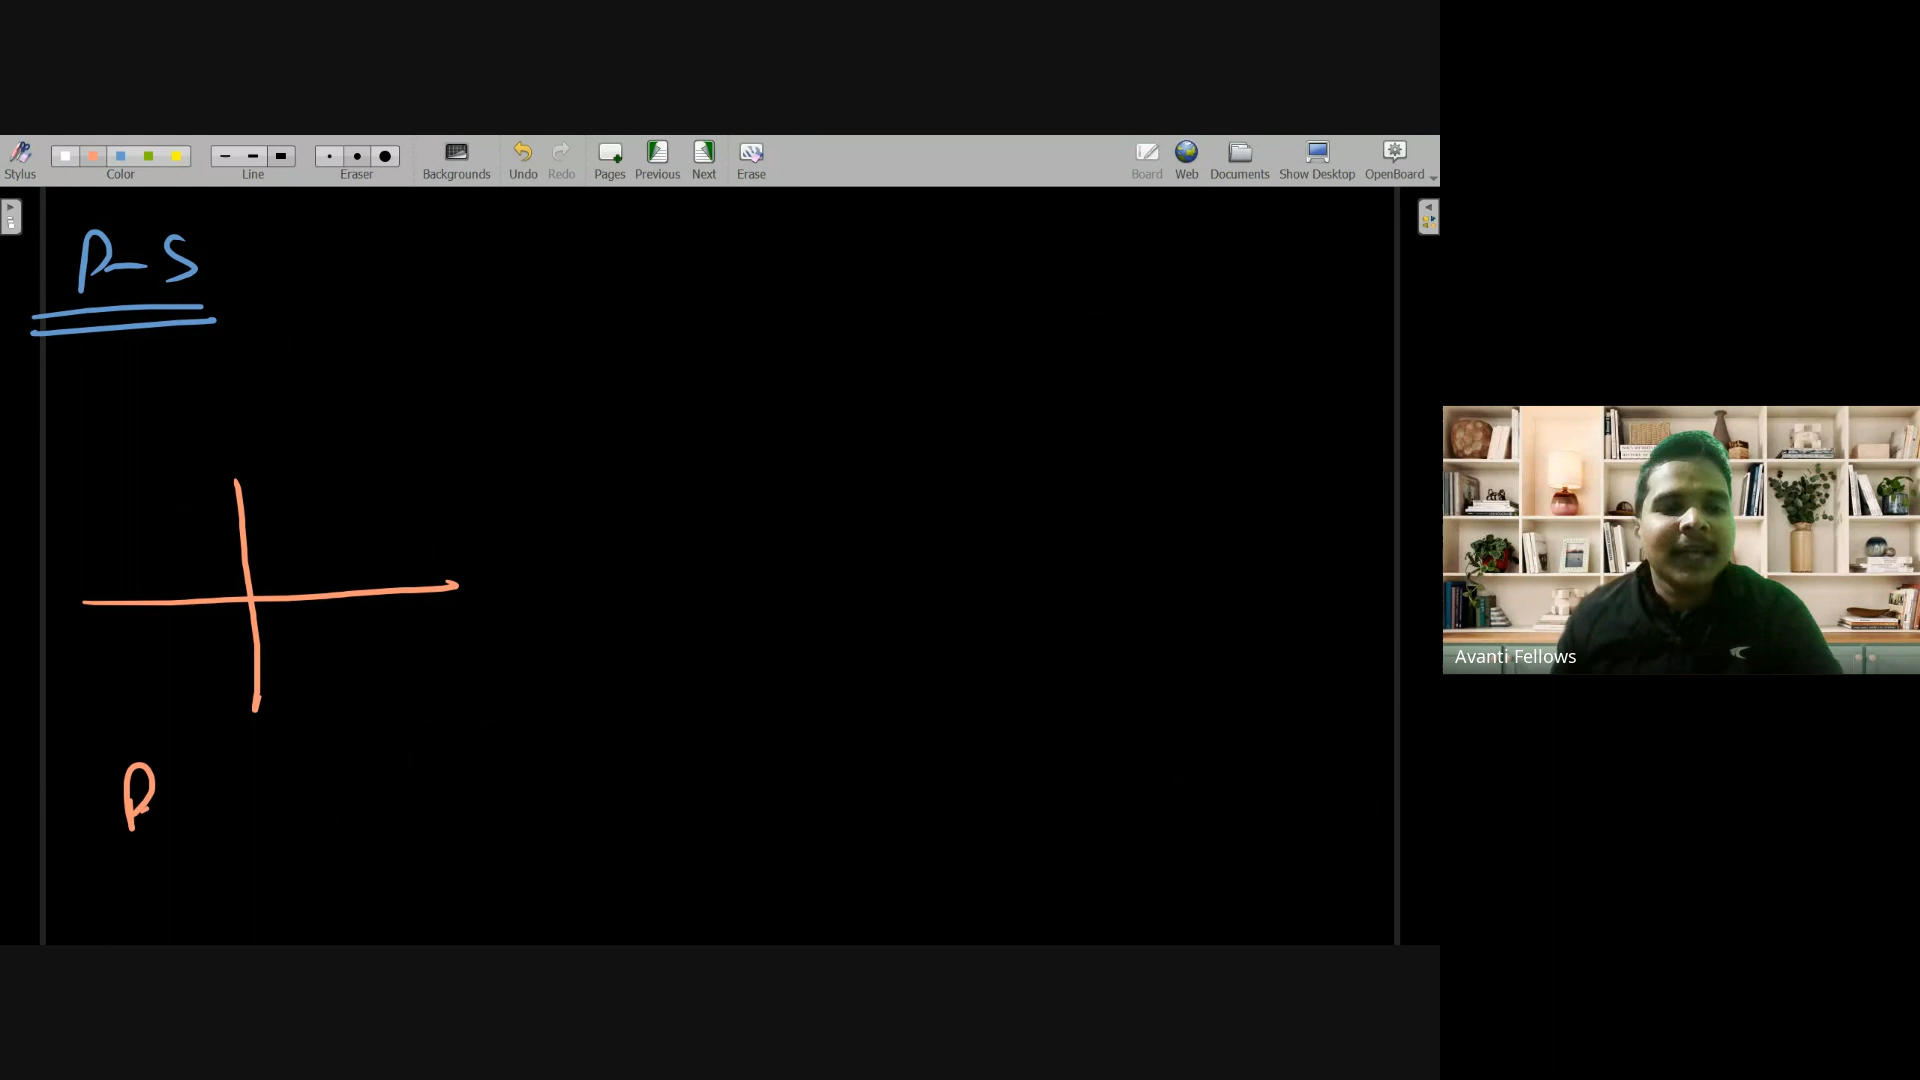 Stylus Color Line Eraser Backgrounds Undo Redo Pages Previous Next Erase Board Web Documents Show Desktop OpenBoard
P-S
P
Avanti Fellows